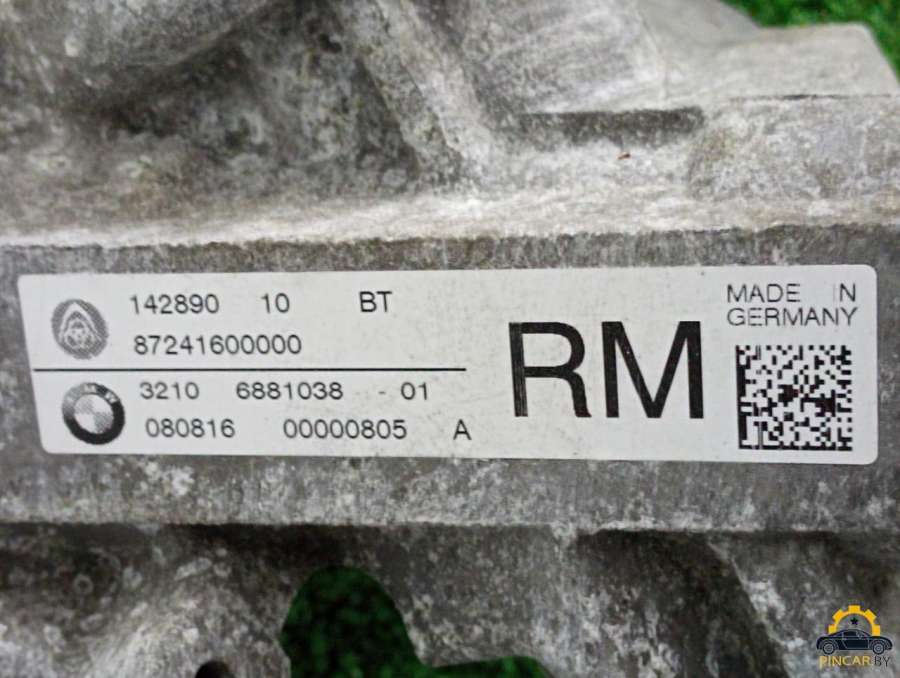 142890 10 BT
87241600000
3210 6881038 - 01
080816 00000805 A
RM
MADE IN
GERMANY
PINCAR.BY